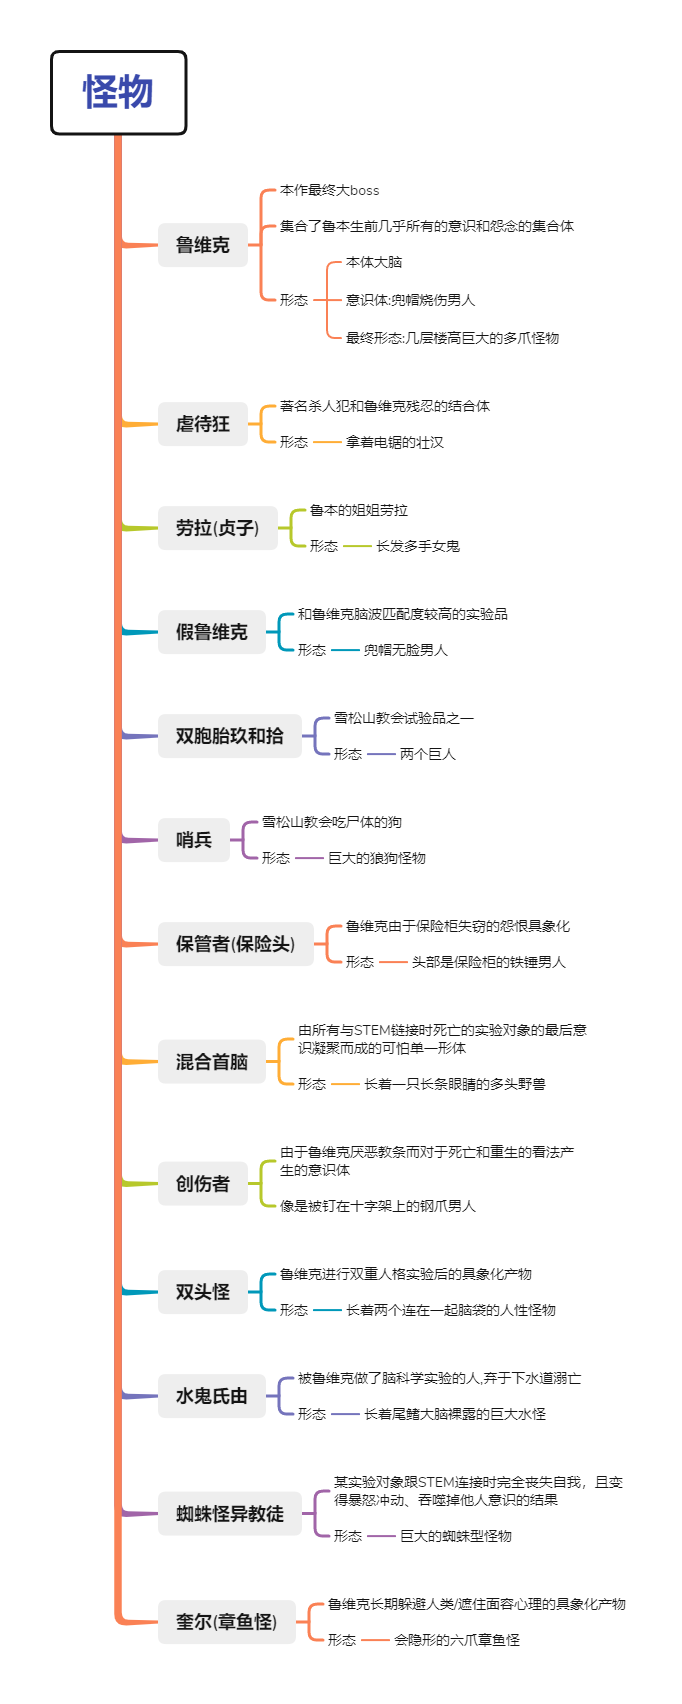 怪物
鲁维克
本作最终大boss
集合了鲁本生前几乎所有的意识和怨念的集合体
形态
本体大脑
意识体:兜帽烧伤男人
最终形态:几层楼高巨大的多爪怪物
虐待狂
著名杀人犯和鲁维克残忍的结合体
形态
拿着电锯的壮汉
劳拉(贞子)
鲁本的姐姐劳拉
形态
长发多手女鬼
假鲁维克
和鲁维克脑波匹配度较高的实验品
形态
兜帽无脸男人
双胞胎玖和拾
雪松山教会试验品之一
形态
两个巨人
哨兵
雪松山教会吃尸体的狗
形态
巨大的狼狗怪物
保管者(保险头)
鲁维克由于保险柜失窃的怨恨具象化
形态
头部是保险柜的铁锤男人
混合首脑
由所有与STEM链接时死亡的实验对象的最后意
识凝聚而成的可怕单一形体
形态
长着一只长条眼睛的多头野兽
创伤者
由于鲁维克厌恶教条而对于死亡和重生的看法产
生的意识体
像是被钉在十字架上的钢爪男人
双头怪
鲁维克进行双重人格实验后的具象化产物
形态
长着两个连在一起脑袋的人性怪物
水鬼氏由
被鲁维克做了脑科学实验的人,弃于下水道溺亡
形态
长着尾鳍大脑裸露的巨大水怪
蜘蛛怪异教徒
某实验对象跟STEM连接时完全丧失自我，且变
得暴怒冲动、吞噬掉他人意识的结果
形态
巨大的蜘蛛型怪物
奎尔(章鱼怪)
鲁维克长期躲避人类/遮住面容心理的具象化产物
形态
会隐形的六爪章鱼怪